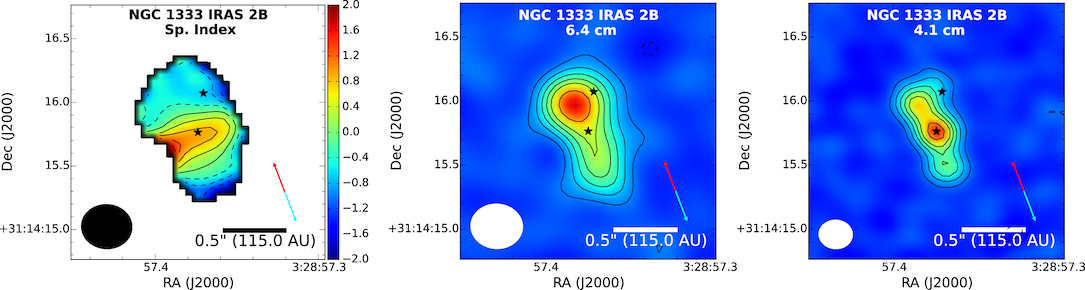 NGC 1333 IRAS 2B
Sp. Index
Dec (J2000)
16.5
16.0
15.5
+31:14:15.0
0.5" (115.0 AU)
57.4
3:28:57.3
RA (J2000)
2.0
1.6
1.2
0.8
0.4
0.0
−0.4
−0.8
−1.2
−1.6
−2.0
NGC 1333 IRAS 2B
6.4 cm
Dec (J2000)
16.5
16.0
15.5
+31:14:15.0
0.5" (115.0 AU)
57.4
3:28:57.3
RA (J2000)
NGC 1333 IRAS 2B
4.1 cm
Dec (J2000)
16.5
16.0
15.5
+31:14:15.0
0.5" (115.0 AU)
57.4
3:28:57.3
RA (J2000)